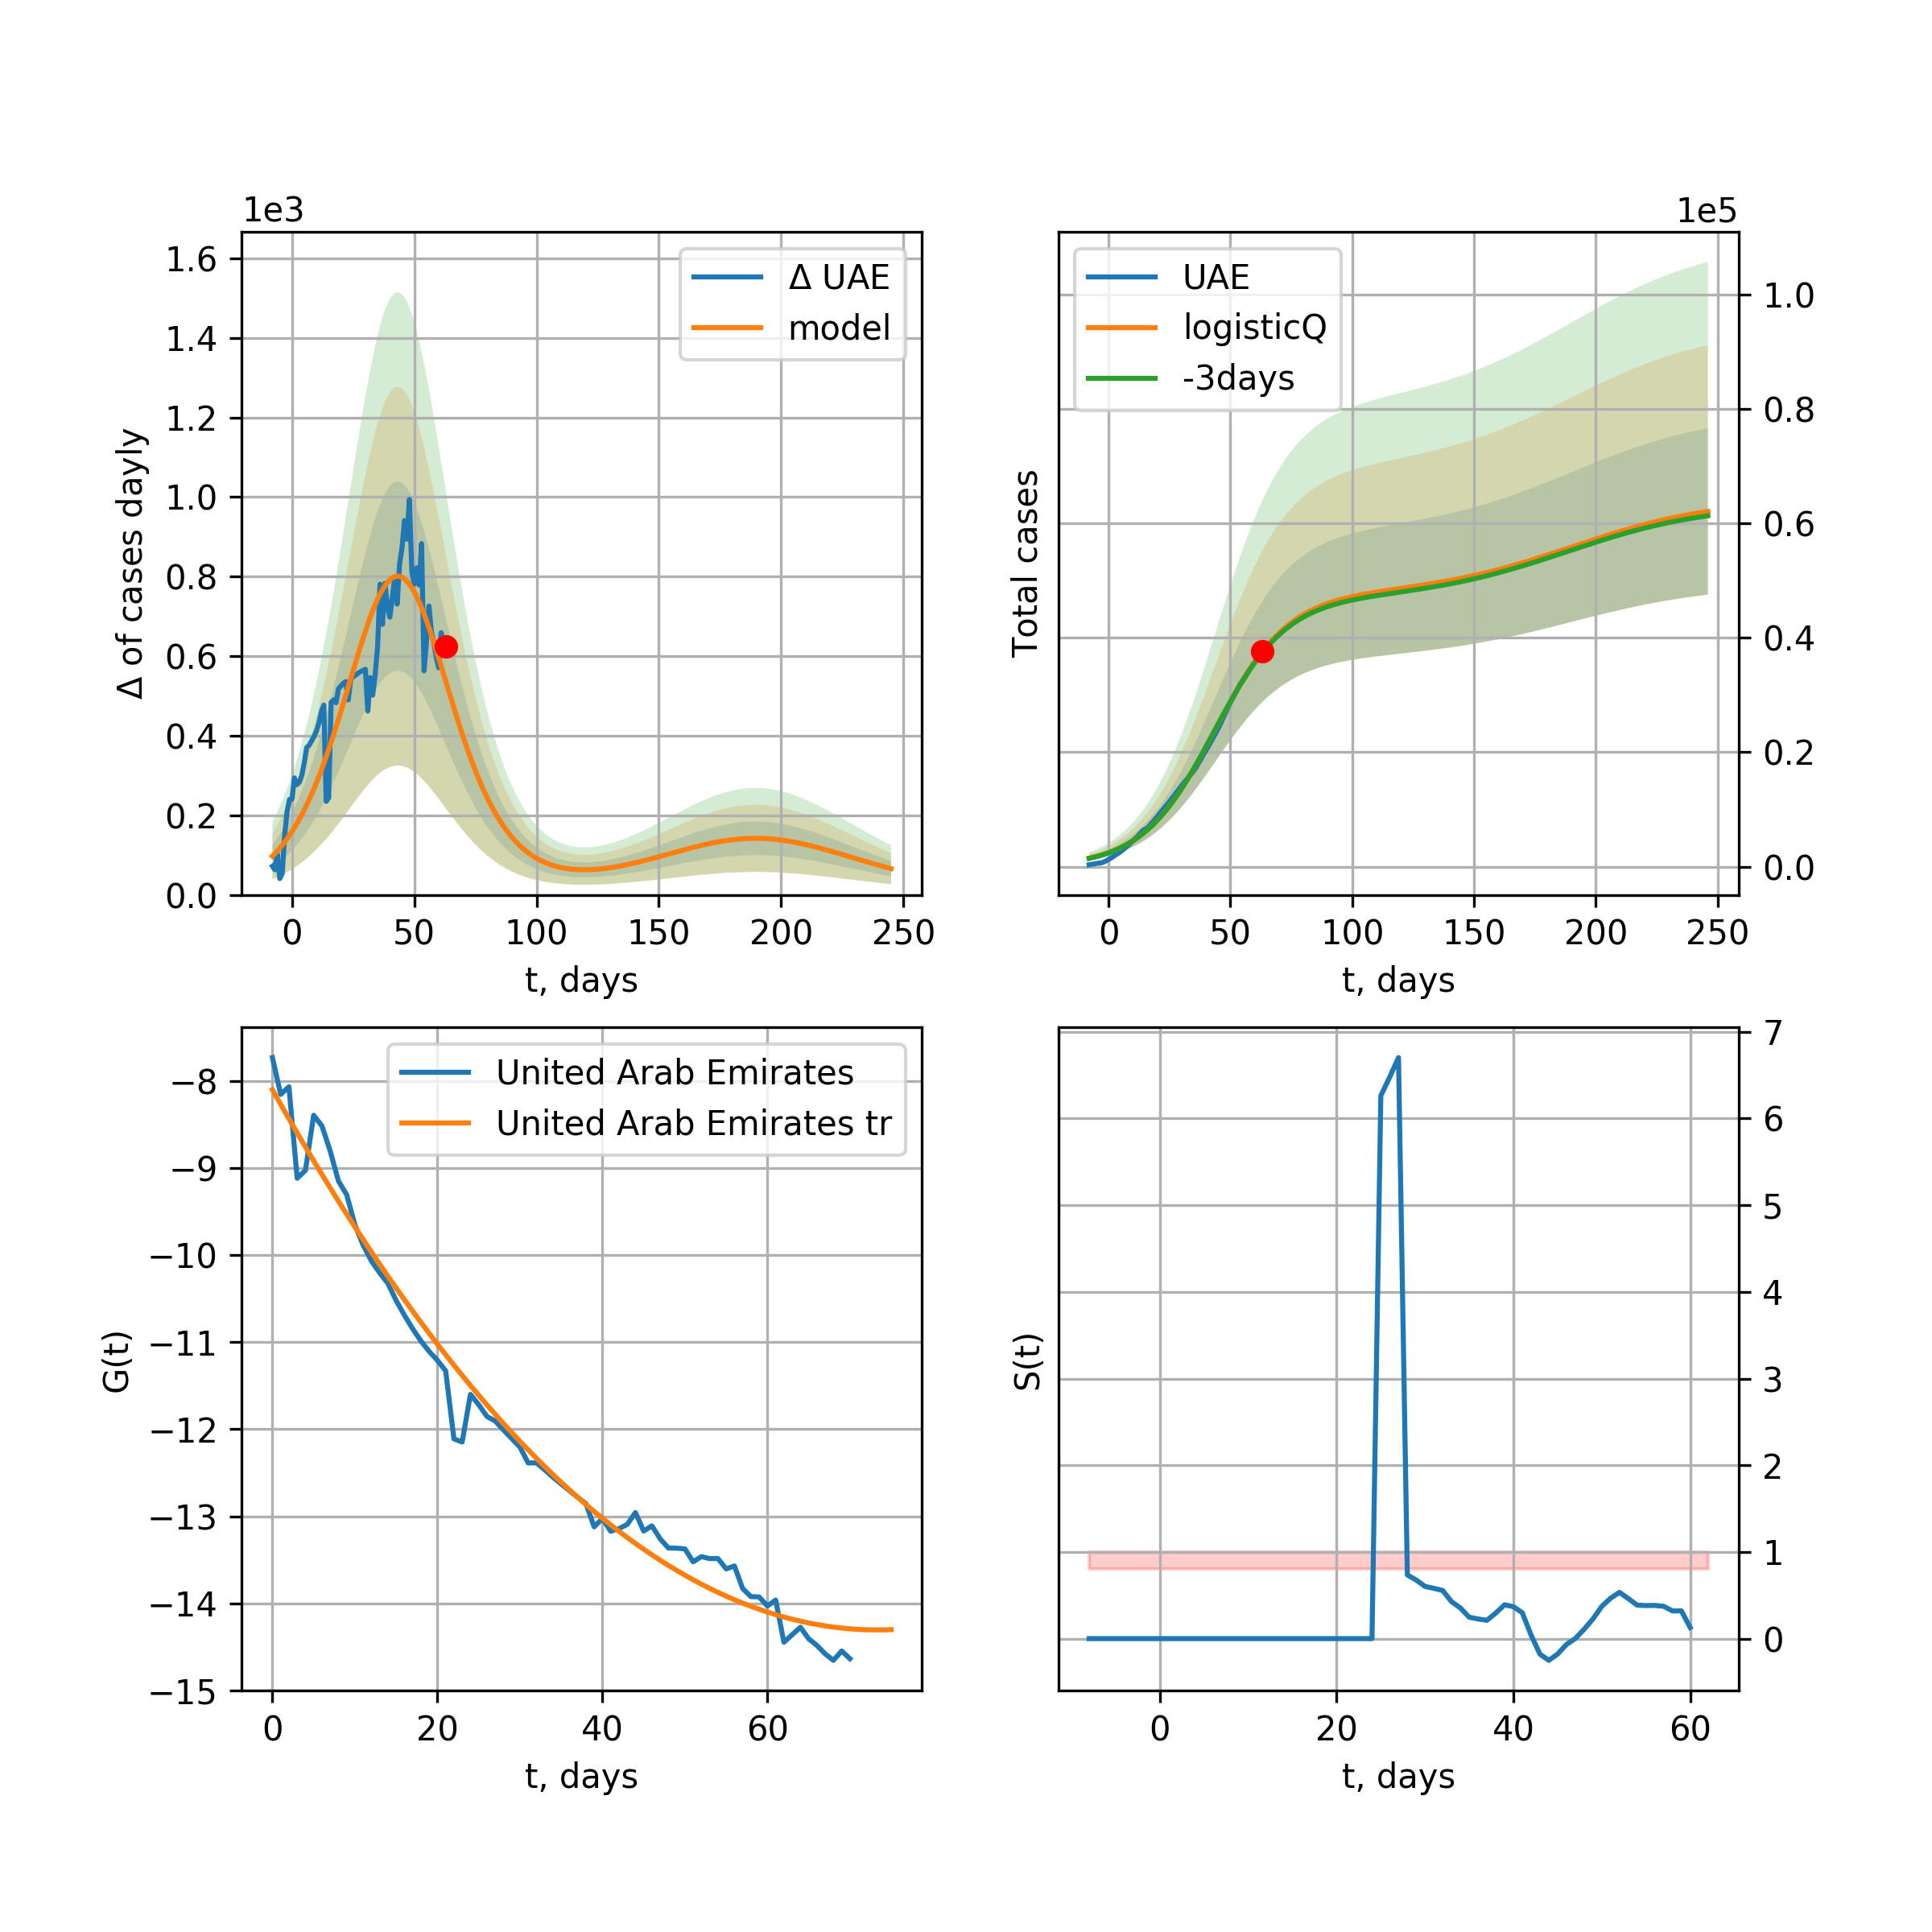 1e3
1.6
1.4
1.2
1.0
0.8
0.6
0.4
0.2
0.0
Δ of cases dayly
Δ UAE
model
0 50 100 150 200 250
t, days
1e5
Total cases
UAE
logisticQ
-3days
1.0
0.8
0.6
0.4
0.2
0.0
0 50 100 150 200 250
t, days
−8
−9
−10
−11
−12
−13
−14
−15
G(t)
United Arab Emirates
United Arab Emirates tr
0 20 40 60
t, days
S(t)
7
6
5
4
3
2
1
0
0 20 40 60
t, days